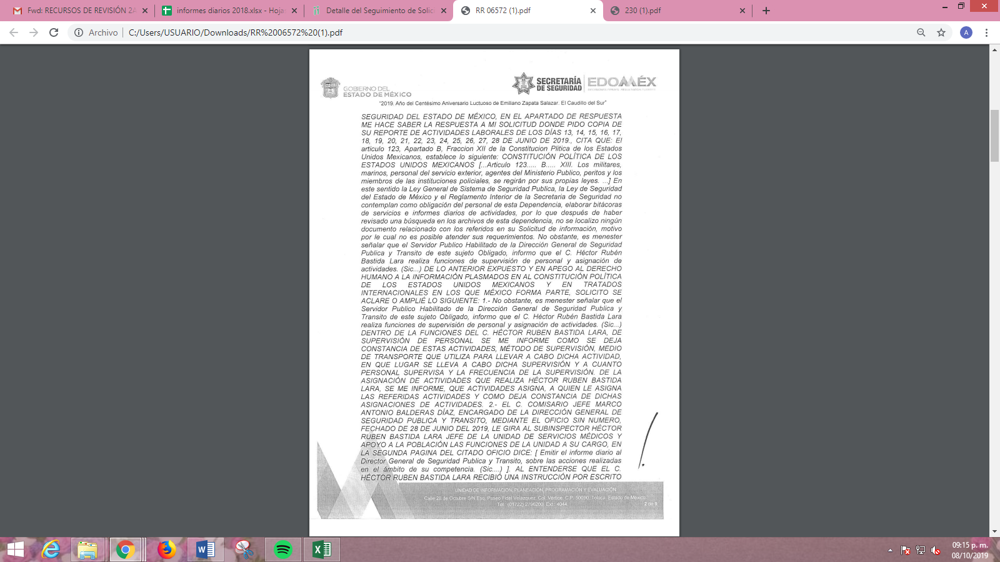 Fwd: RECURSOS DE REVISIÓN 2A
informes diarios 2018.xlsx - Hoja
Detalle del Seguimiento de Solic
RR 06572 (1).pdf
230 (1).pdf
Archivo
C:/Users/USUARIO/Downloads/RR%2006572%20(1).pdf
A
GOBIERNO DEL
ESTADO DE MÉXICO
SECRETARÍA
DE SEGURIDAD
EDOMÉX
"2019. Año del Centésimo Aniversario Luctuoso de Emiliano Zapata Salazar. El Caudillo del Sur"
SEGURIDAD DEL ESTADO DE MÉXICO, EN EL APARTADO DE RESPUESTA
ME HACE SABER LA RESPUESTA A MI SOLICITUD DONDE PIDO COPIA DE
SU REPORTE DE ACTIVIDADES LABORALES DE LOS DÍAS 13, 14, 15, 16, 17,
18, 19, 20, 21, 22, 23, 24, 25, 26, 27, 28 DE JUNIO DE 2019., CITA QUE: El
articulo 123, Apartado B, Fraccion XII de la Constitucion Plitica de los Estados
Unidos Mexicanos, establece lo siguiente: CONSTITUCIÓN POLÍTICA DE LOS
ESTADOS UNIDOS MEXICANOS [...Articulo 123..... B..... XIII. Los militares,
marinos, personal del servicio exterior, agentes del Ministerio Publico, peritos y los
miembros de las instituciones policiales, se regirán por sus propias leyes. ...] En
este sentido la Ley General de Sistema de Seguridad Publica, la Ley de Seguridad
del Estado de México y el Reglamento Interior de la Secretaria de Seguridad no
contemplan como obligación del personal de esta Dependencia, elaborar bitácoras
de servicios e informes diarios de actividades, por lo que después de haber
revisado una búsqueda en los archivos de esta dependencia, no se localizo ningún
documento relacionado con los referidos en su Solicitud de información, motivo
por le cual no es posible atender sus requerimientos. No obstante, es menester
señalar que el Servidor Publico Habilitado de la Dirección General de Seguridad
Publica y Transito de este sujeto Obligado, informo que el C. Héctor Rubén
Bastida Lara realiza funciones de supervisión de personal y asignación de
actividades. (Sic...) DE LO ANTERIOR EXPUESTO Y EN APEGO AL DERECHO
HUMANO A LA INFORMACIÓN PLASMADOS EN AL CONSTITUCIÓN POLÍTICA
DE LOS ESTADOS UNIDOS MEXICANOS Y EN TRATADOS
INTERNACIONALES EN LOS QUE MÉXICO FORMA PARTE, SOLICITO SE
ACLARE O AMPLIÉ LO SIGUIENTE: 1.- No obstante, es menester señalar que el
Servidor Publico Habilitado de la Dirección General de Seguridad Publica y
Transito de este sujeto Obligado, informo que el C. Héctor Rubén Bastida Lara
realiza funciones de supervisión de personal y asignación de actividades. (Sic...)
DENTRO DE LA FUNCIONES DEL C. HÉCTOR RUBEN BASTIDA LARA, DE
SUPERVISIÓN DE PERSONAL SE ME INFORME COMO SE DEJA
CONSTANCIA DE ESTAS ACTIVIDADES, MÉTODO DE SUPERVISIÓN, MEDIO
DE TRANSPORTE QUE UTILIZA PARA LLEVAR A CABO DICHA ACTIVIDAD,
EN QUE LUGAR SE LLEVA A CABO DICHA SUPERVISIÓN Y A CUANTO
PERSONAL SUPERVISA Y LA FRECUENCIA DE LA SUPERVISIÓN. DE LA
ASIGNACIÓN DE ACTIVIDADES QUE REALIZA HÉCTOR RUBEN BASTIDA
LARA, SE ME INFORME, QUE ACTIVIDADES ASIGNA, A QUIEN LE ASIGNA
LAS REFERIDAS ACTIVIDADES Y COMO DEJA CONSTANCIA DE DICHAS
ASIGNACIONES DE ACTIVIDADES. 2.- EL C. COMISARIO JEFE MARCO
ANTONIO BALDERAS DÍAZ, ENCARGADO DE LA DIRECCIÓN GENERAL DE
SEGURIDAD PUBLICA Y TRANSITO, MEDIANTE EL OFICIO SIN NUMERO,
FECHADO DE 28 DE JUNIO DEL 2019, LE GIRA AL SUBINSPECTOR HÉCTOR
RUBEN BASTIDA LARA JEFE DE LA UNIDAD DE SERVICIOS MÉDICOS Y
APOYO A LA POBLACIÓN LAS FUNCIONES DE LA UNIDAD A SU CARGO, EN
LA SEGUNDA PAGINA DEL CITADO OFICIO DICE: [ Emitir el informe diario al
Director General de Seguridad Publica y Transito, sobre las acciones realizadas
en el ámbito de su competencia. (Sic....) ]. AL ENTENDERSE QUE EL C.
HÉCTOR RUBEN BASTIDA LARA RECIBIÓ UNA INSTRUCCIÓN POR ESCRITO
UNIDAD DE INFORMACIÓN, PLANEACIÓN, PROGRAMACIÓN Y EVALUACIÓN
Calle 28 de Octubre S/N Esq. Paseo Fidel Velázquez, Col. Vértice, C.P. 50090, Toluca, Estado de México
Tel.: (01722) 2796200, Ext.: 4044
2 de 9
09:15 p. m.
08/10/2019